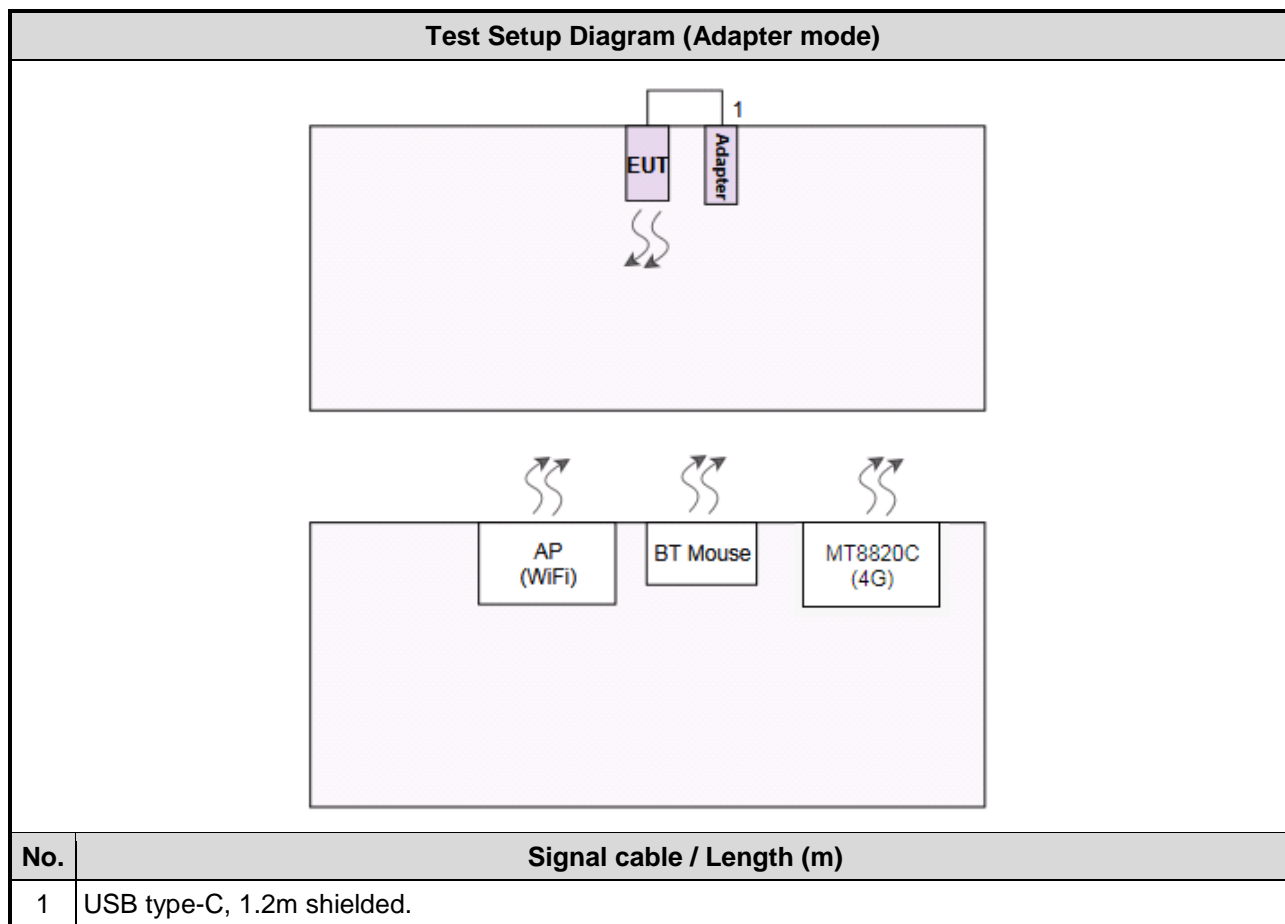 Test Setup Diagram (Adapter mode)
1
EUT
Adapter
AP
(WiFi)
BT Mouse
MT8820C
(4G)
No. Signal cable / Length (m)
1 USB type-C, 1.2m shielded.